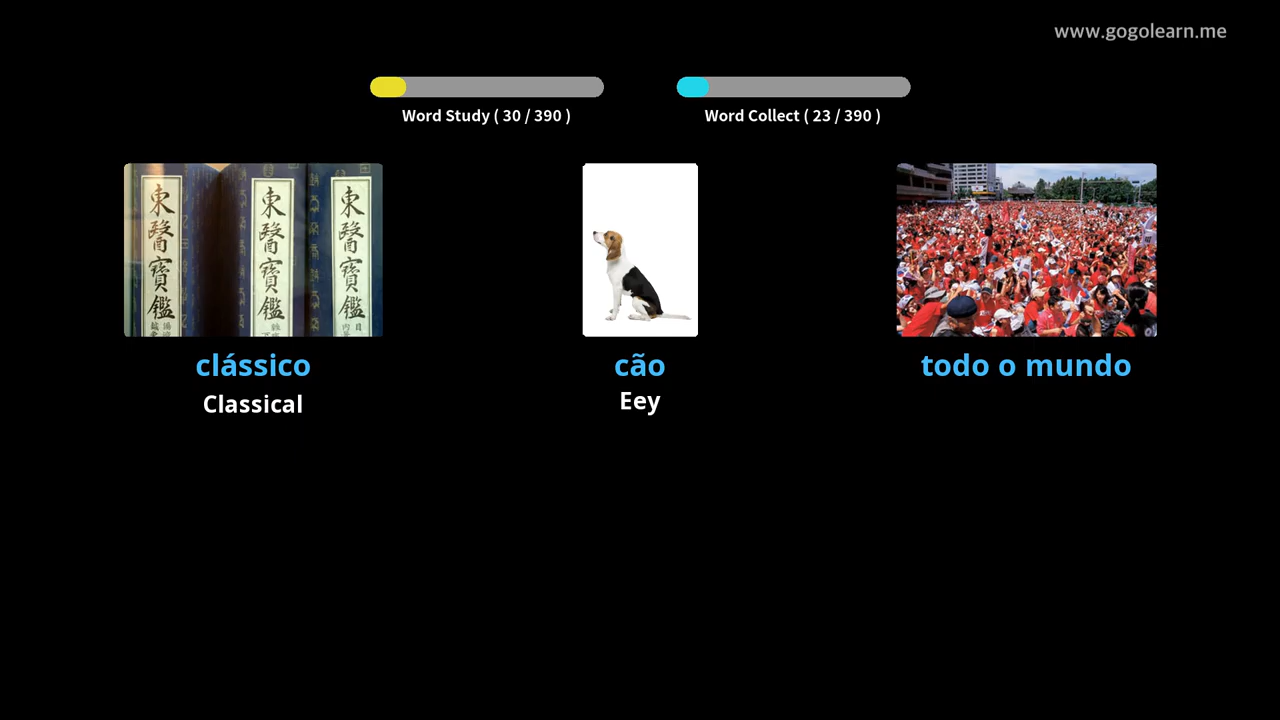 www.gogolearn.me
Word Study ( 30 / 390 )
Word Collect ( 23 / 390 )
東醫寶鑑
東醫寶鑑
東醫寶鑑
clássico
cão
todo o mundo
Classical
Eey